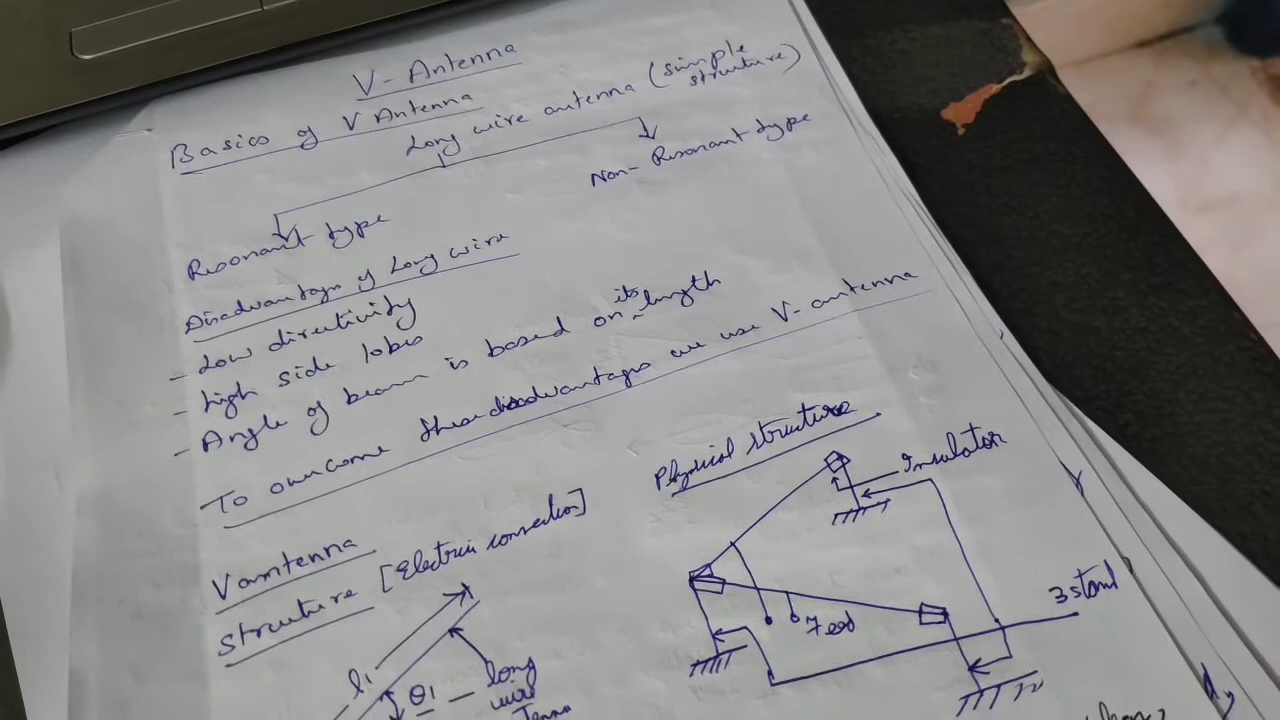 V-Antenna
Basics of V Antenna
Long wire antenna (simple structure)
Non-Resonant type
Resonant type
Disadvantages of Long wire
- Low directivity
- high side lobes
- Angle of beam is based on its length
To overcome these disadvantages we use V-antenna
Physical structure
Insulator
V antenna
structure [Electric connection]
3 stand
Feed
l1
θ1
long
wire